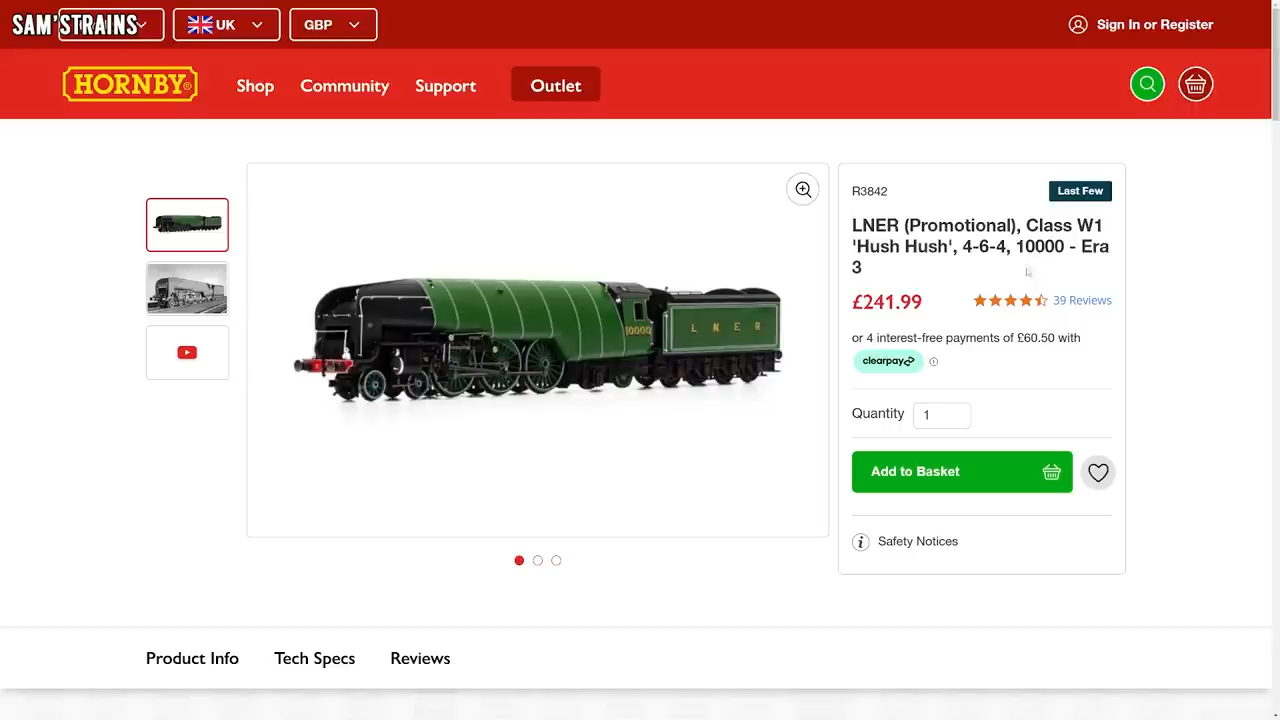 SAM'STRAINS
UK
GBP
Sign In or Register
HORNBY®
Shop
Community
Support
Outlet
R3842
Last Few
LNER (Promotional), Class W1
'Hush Hush', 4-6-4, 10000 - Era
3
£241.99
39 Reviews
or 4 interest-free payments of £60.50 with
clearpay
Quantity
1
Add to Basket
Safety Notices
10000
L N E R
Product Info
Tech Specs
Reviews